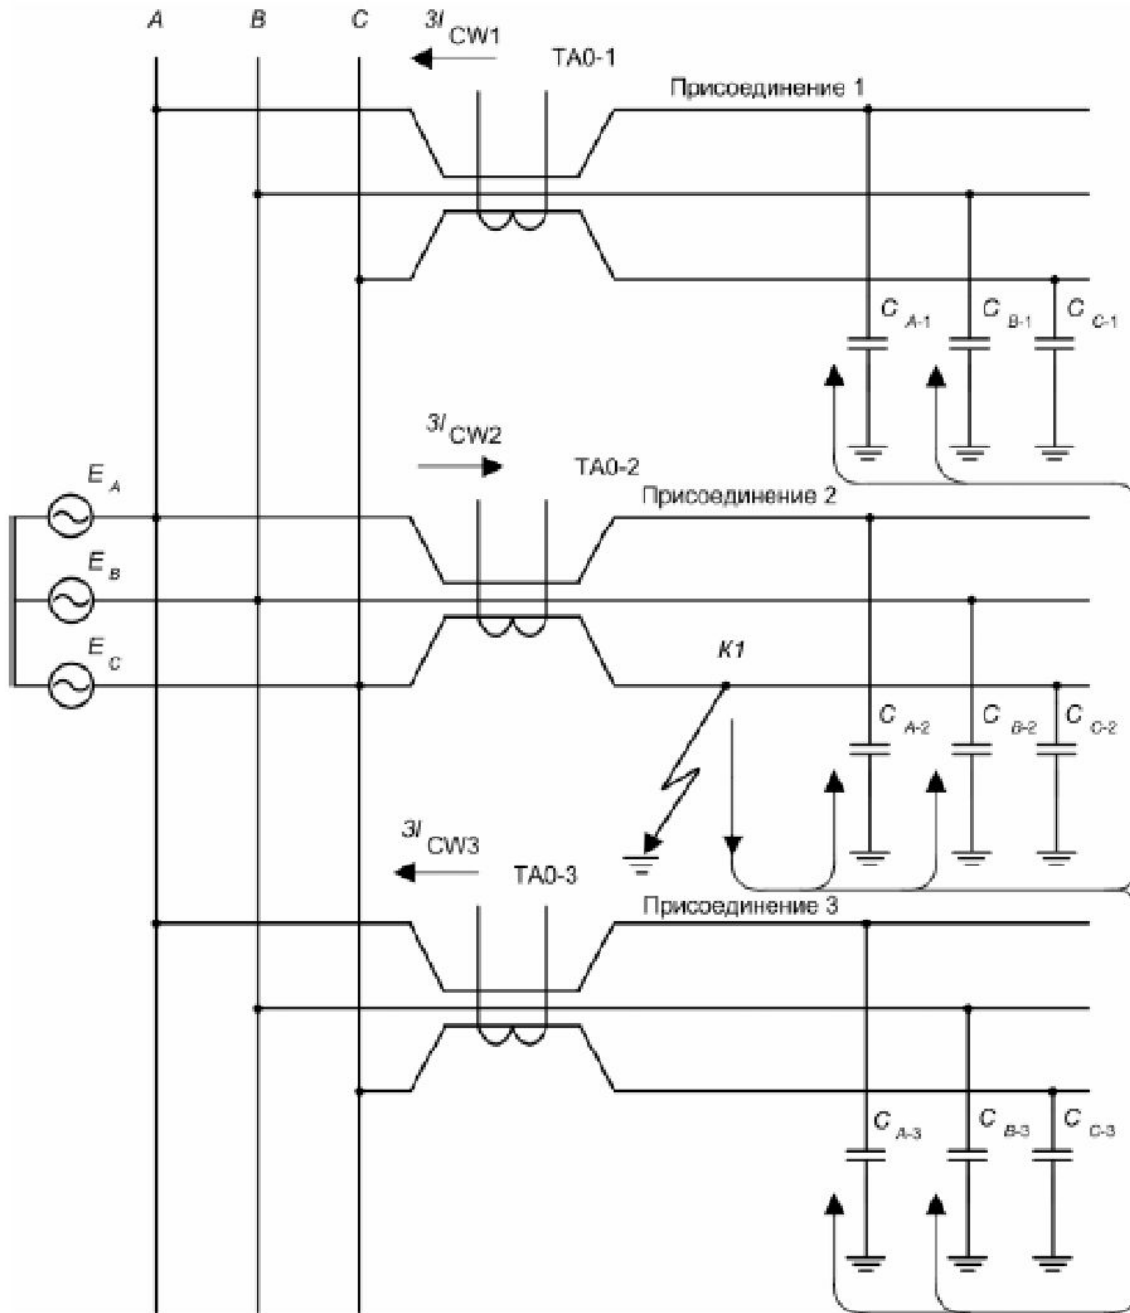 A B C
3I CW1
TA0-1
Присоединение 1
C A-1
C B-1
C C-1
3I CW2
TA0-2
Присоединение 2
E A
E B
E C
K1
C A-2
C B-2
C C-2
3I CW3
TA0-3
Присоединение 3
C A-3
C B-3
C C-3